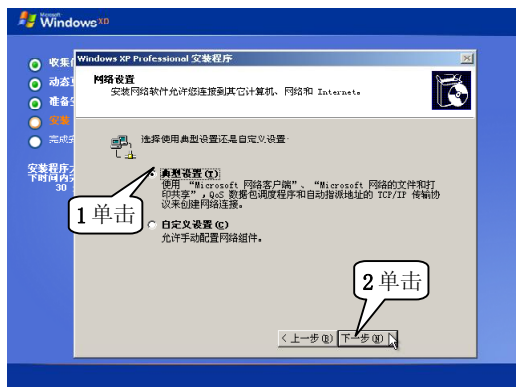 Microsoft
Windows XP
收集
动态
准备
安装
完成
安装程序
下时间内
30
Windows XP Professional 安装程序
网络设置
安装网络软件允许您连接到其它计算机、网络和 Internet。
选择使用典型设置还是自定义设置:
典型设置(T)
使用 “Microsoft 网络客户端”、“Microsoft 网络的文件和打
印共享”,QoS 数据包调度程序和自动指派地址的 TCP/IP 传输协
议来创建网络连接。
自定义设置(C)
允许手动配置网络组件。
1单击
2单击
<上一步(B)
下一步(N)